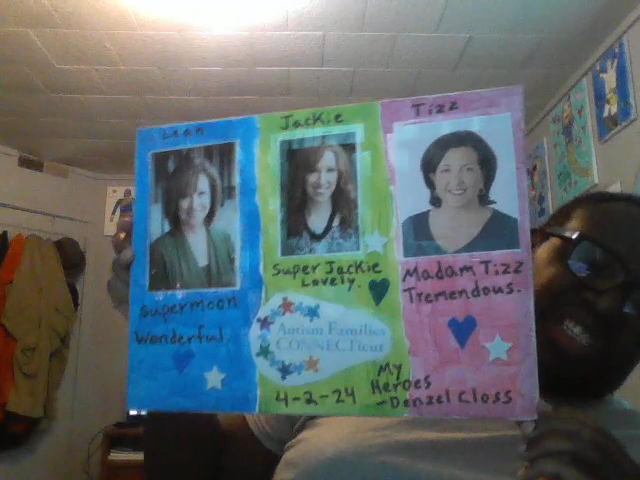 Lean
Jackie
Tizz
Supermoon
Wonderful.
Super Jackie
Lovely.
Madam Tizz
Tremendous.
Autism Families
CONNECTicut
My
Heroes
4-2-24
-Denzel Closs